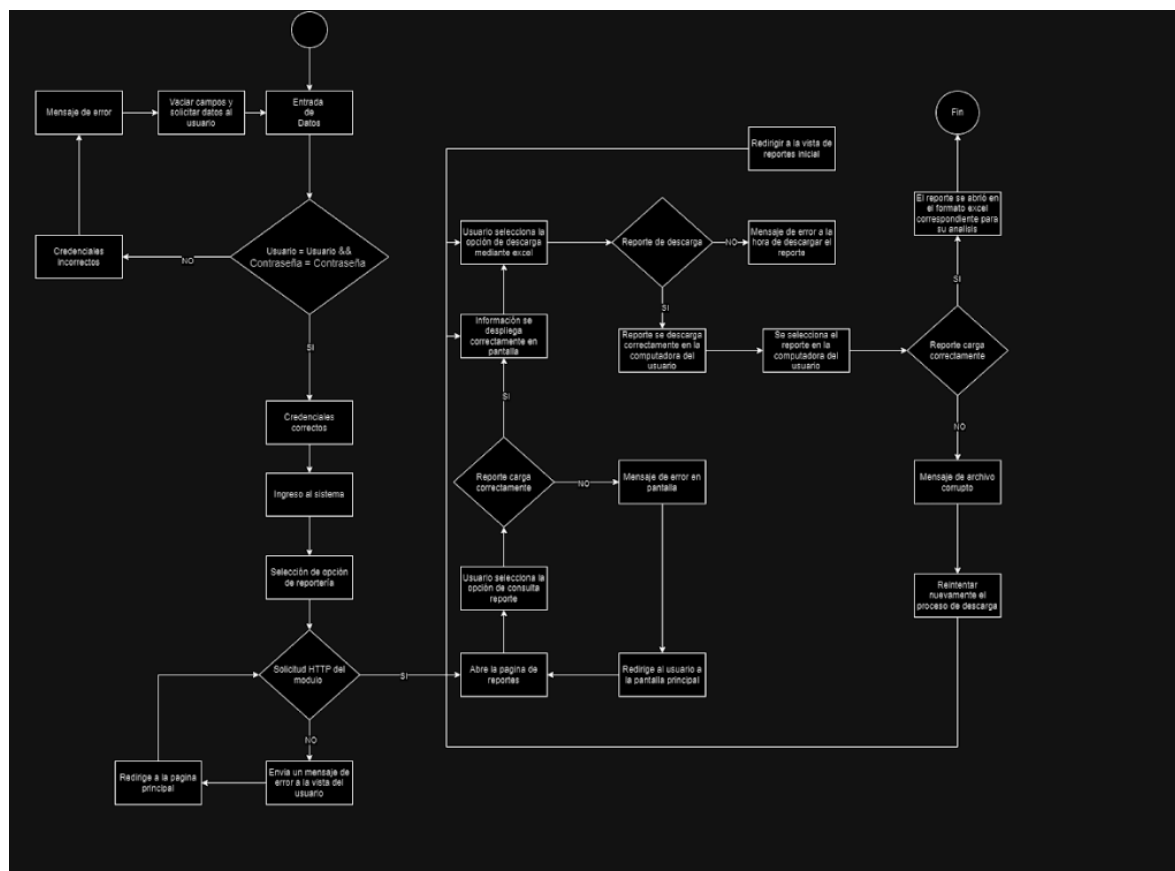 Entrada
de
Datos
Vaciar campos y
solicitar datos al
usuario
Mensaje de error
Credenciales
incorrectos
NO
Usuario = Usuario &&
Contraseña = Contraseña
SI
Credenciales
correctos
Ingreso al sistema
Selección de opción
de reportería
Solicitud HTTP del
modulo
NO
Envia un mensaje de
error a la vista del
usuario
Redirige a la pagina
principal
SI
Abre la pagina de
reportes
Usuario selecciona la
opción de consulta
reporte
Reporte carga
correctamente
NO
Mensaje de error en
pantalla
Redirige al usuario a
la pantalla principal
SI
Información se
despliega
correctamente en
pantalla
Usuario selecciona la
opción de descarga
mediante excel
Reporte de descarga
NO
Mensaje de error a la
hora de descargar el
reporte
Redirigir a la vista de
reportes inicial
SI
Reporte se descarga
correctamente en la
computadora del
usuario
Se selecciona el
reporte en la
computadora del
usuario
Reporte carga
correctamente
SI
El reporte se abrió en
el formato excel
correspondiente para
su analisis
Fin
NO
Mensaje de archivo
corrupto
Reintentar
nuevamente el
proceso de descarga